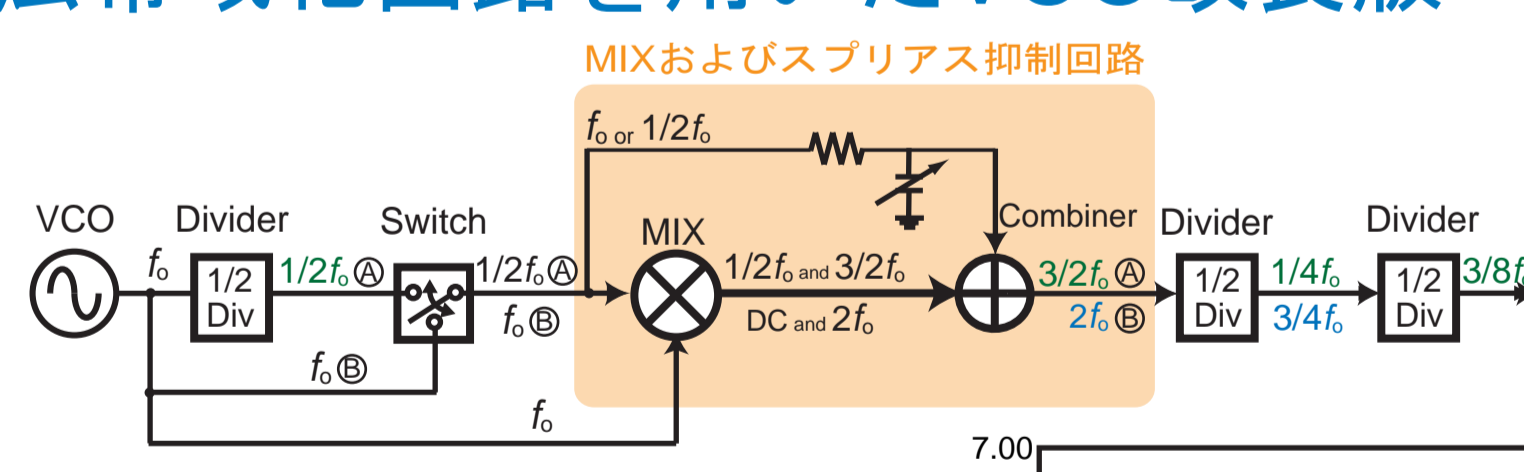 MIXおよびスプリアス抑制回路
fo or 1/2fo
VCO
Divider
Switch
MIX
Combiner
Divider
Divider
fo
1/2
Div
1/2foⒶ
1/2foⒶ
foⒷ
1/2fo and 3/2fo
DC and 2fo
3/2foⒶ
2foⒷ
1/2
Div
1/4fo
3/4fo
1/2
Div
3/8f
foⒷ
fo
7.00